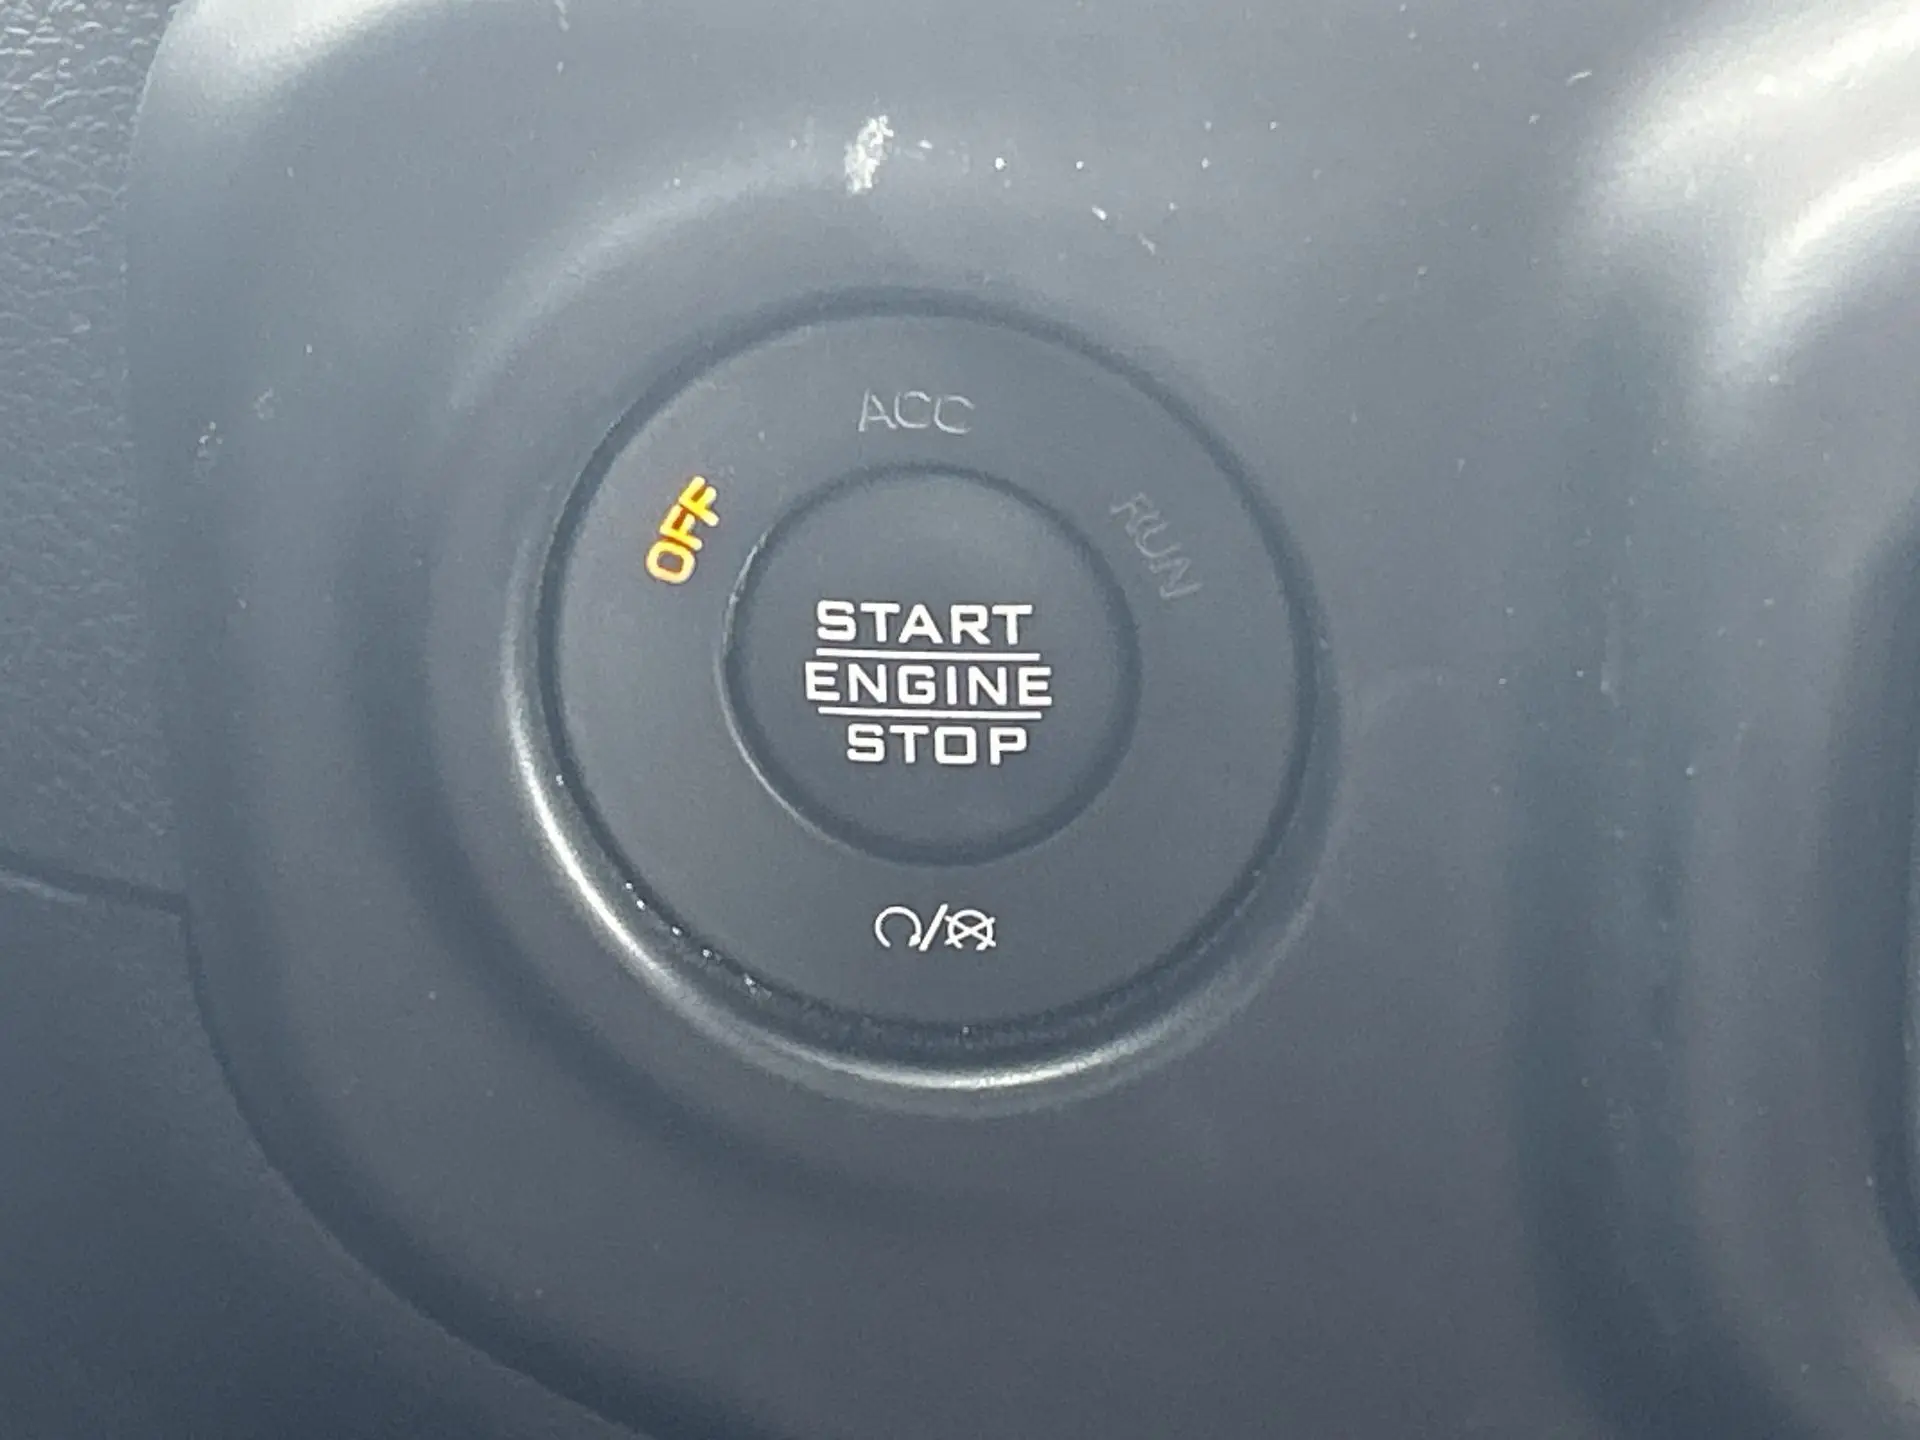 ACC
OFF
RUN
START
ENGINE
STOP